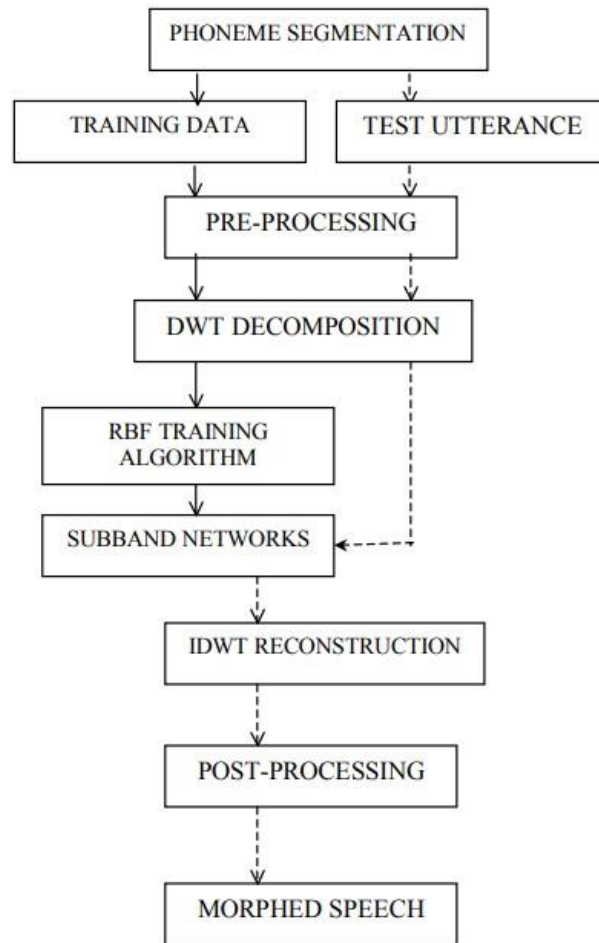 PHONEME SEGMENTATION
TRAINING DATA
TEST UTTERANCE
PRE-PROCESSING
DWT DECOMPOSITION
RBF TRAINING
ALGORITHM
SUBBAND NETWORKS
IDWT RECONSTRUCTION
POST-PROCESSING
MORPHED SPEECH